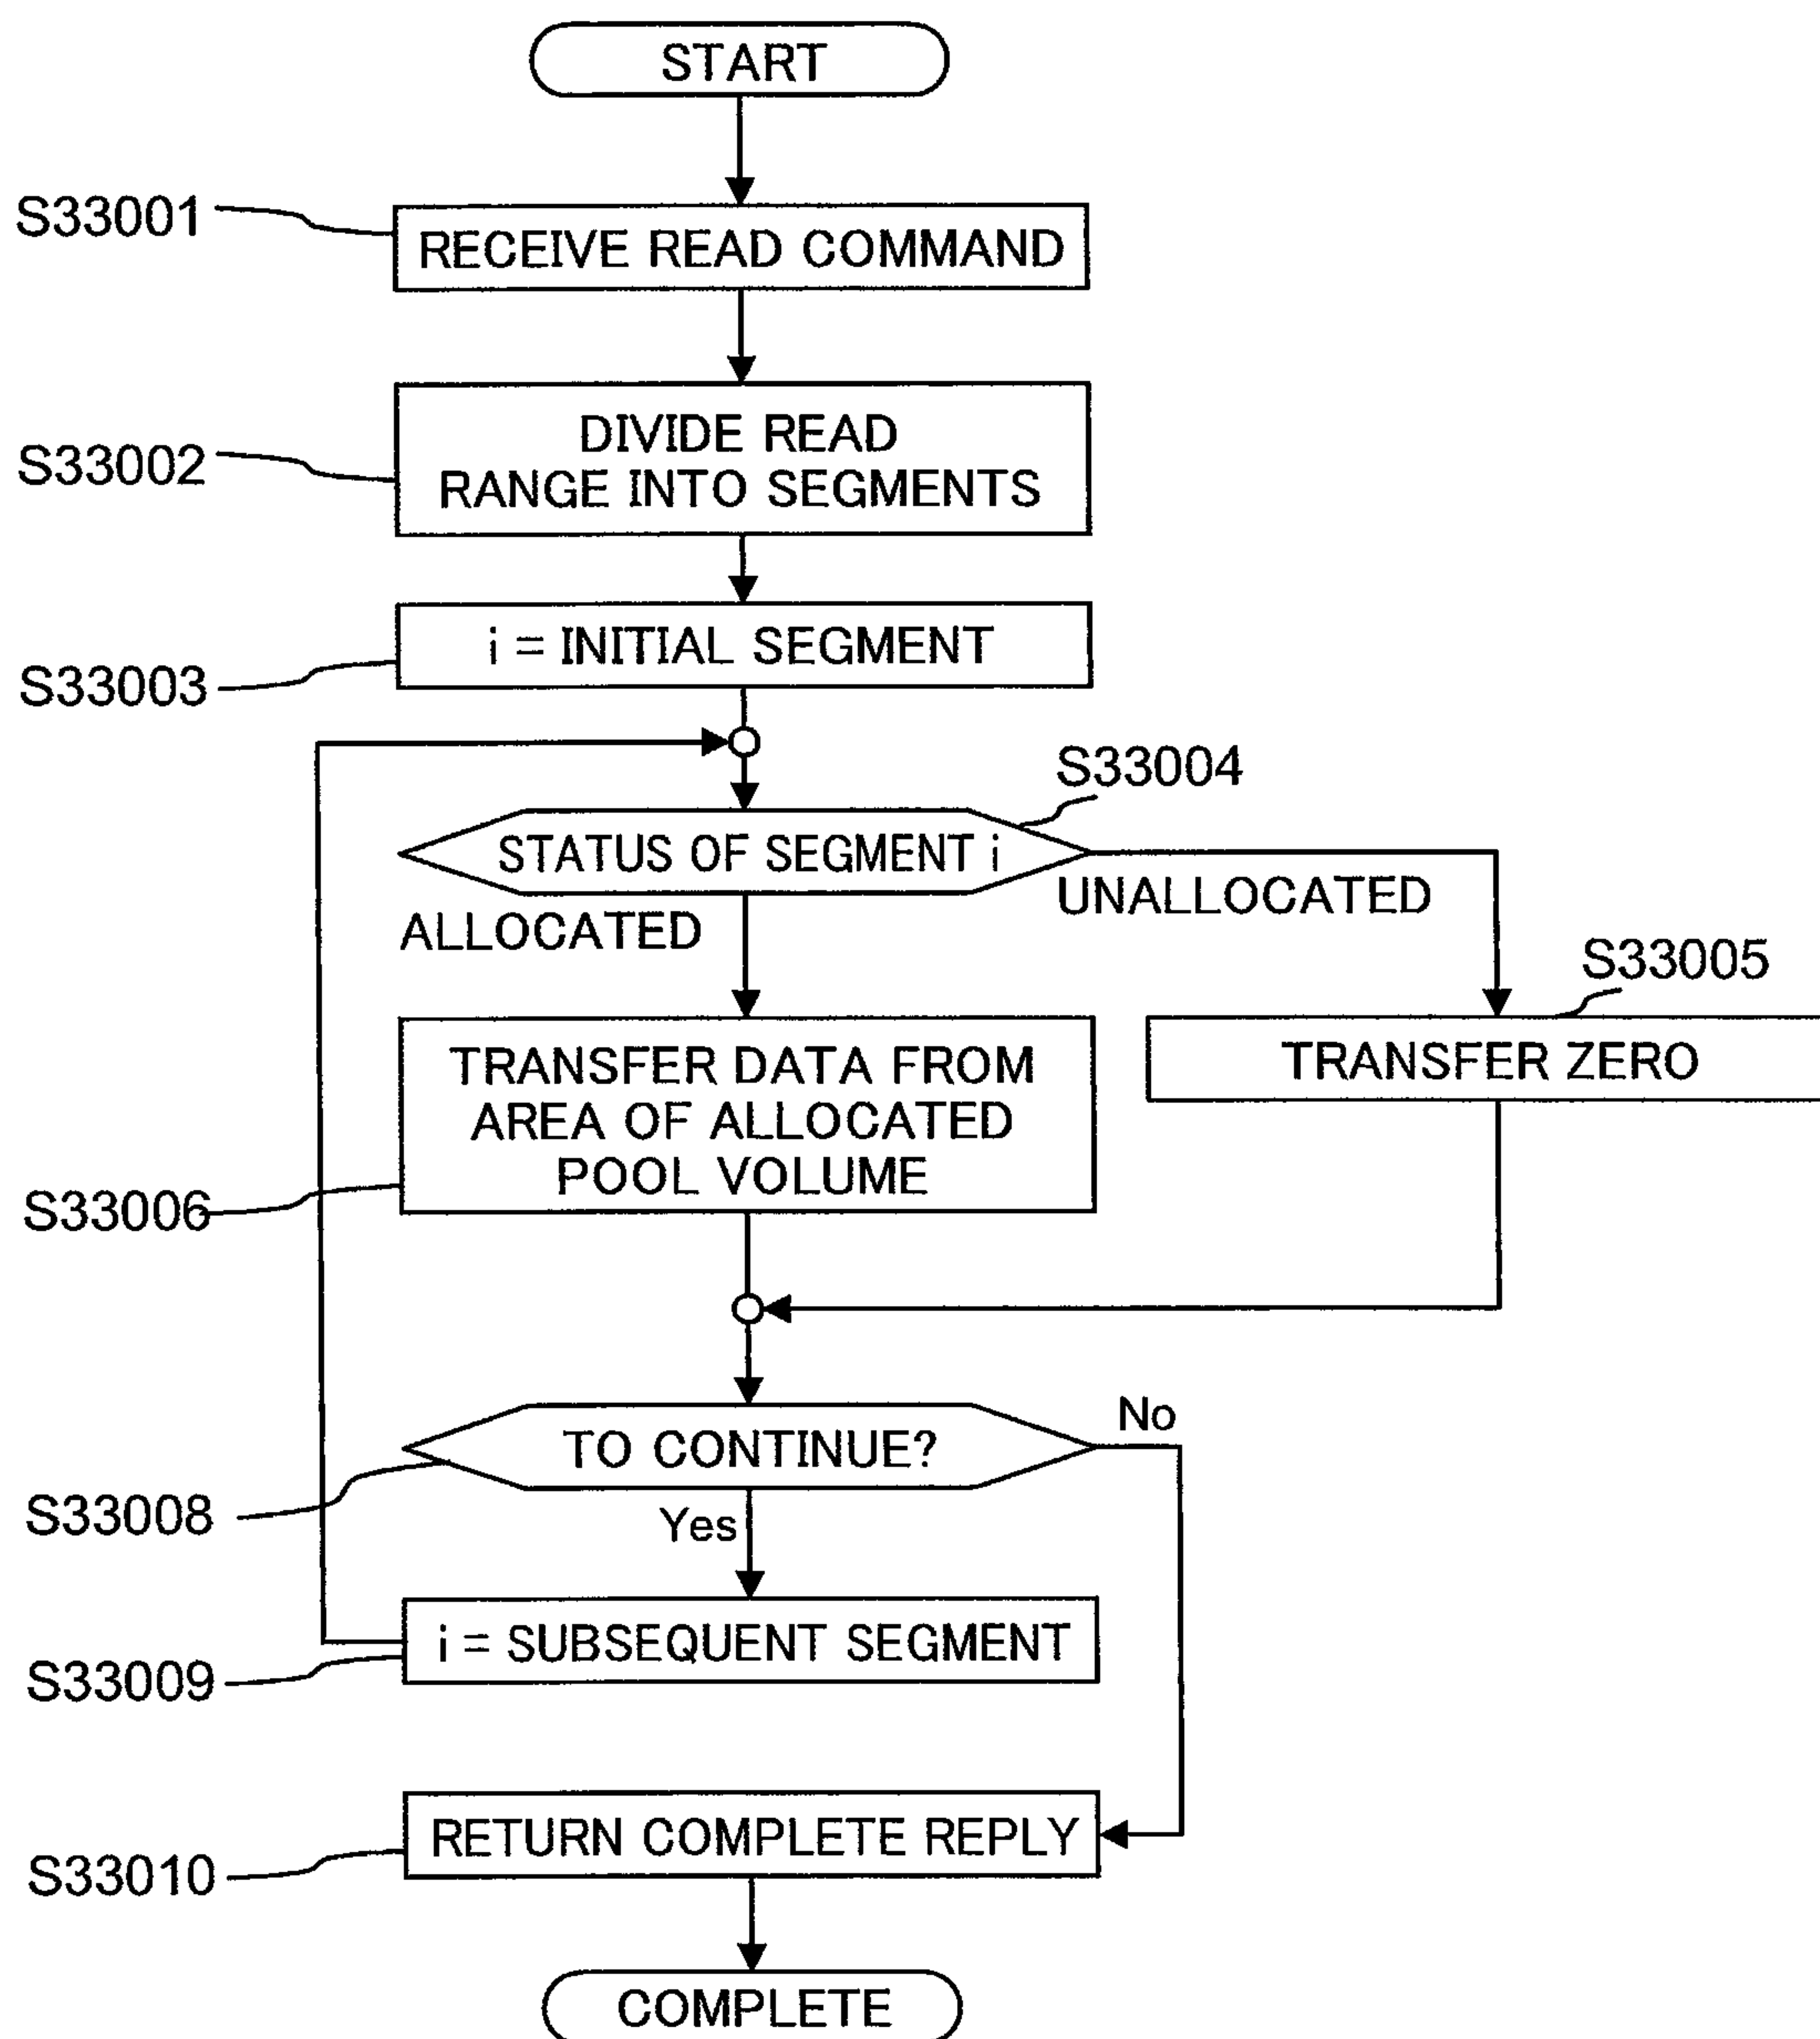 START
S33001
RECEIVE READ COMMAND
S33002
DIVIDE READ
RANGE INTO SEGMENTS
S33003
i = INITIAL SEGMENT
S33004
STATUS OF SEGMENT i
UNALLOCATED
ALLOCATED
S33005
TRANSFER ZERO
S33006
TRANSFER DATA FROM
AREA OF ALLOCATED
POOL VOLUME
No
S33008
TO CONTINUE?
Yes
S33009
i = SUBSEQUENT SEGMENT
S33010
RETURN COMPLETE REPLY
COMPLETE